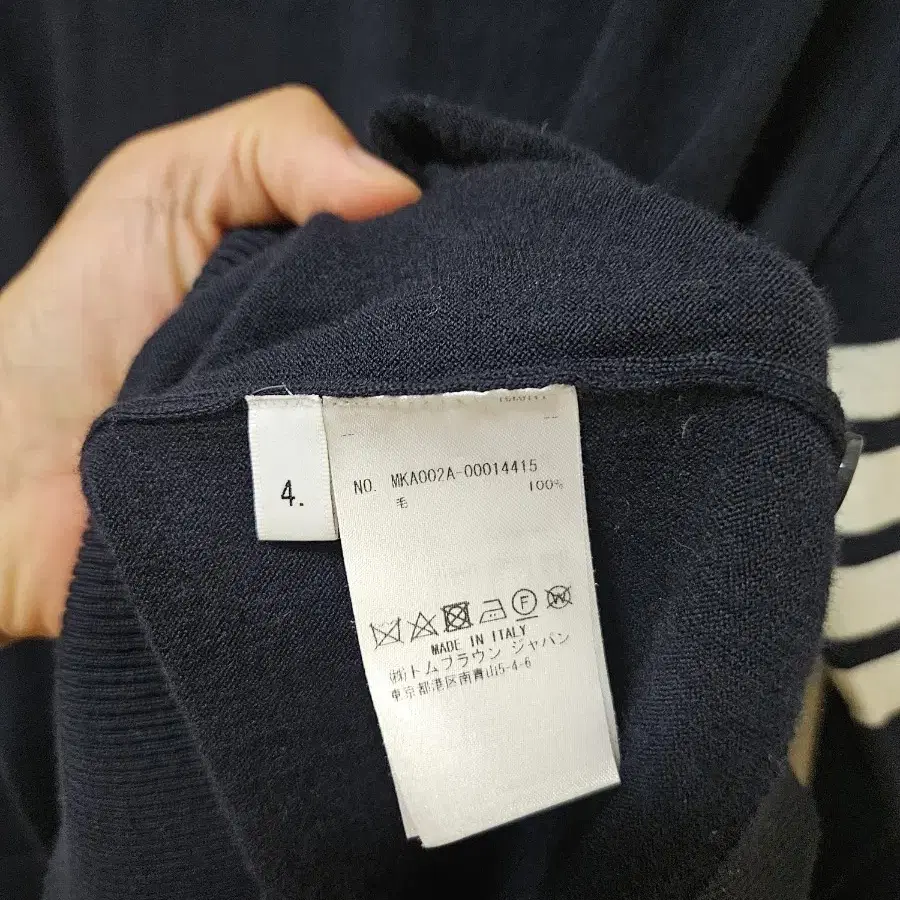 4.
NO. MKA002A-00014415
毛 100%
MADE IN ITALY
㈱トムブラウン ジャパン
東京都港区南青山5-4-6